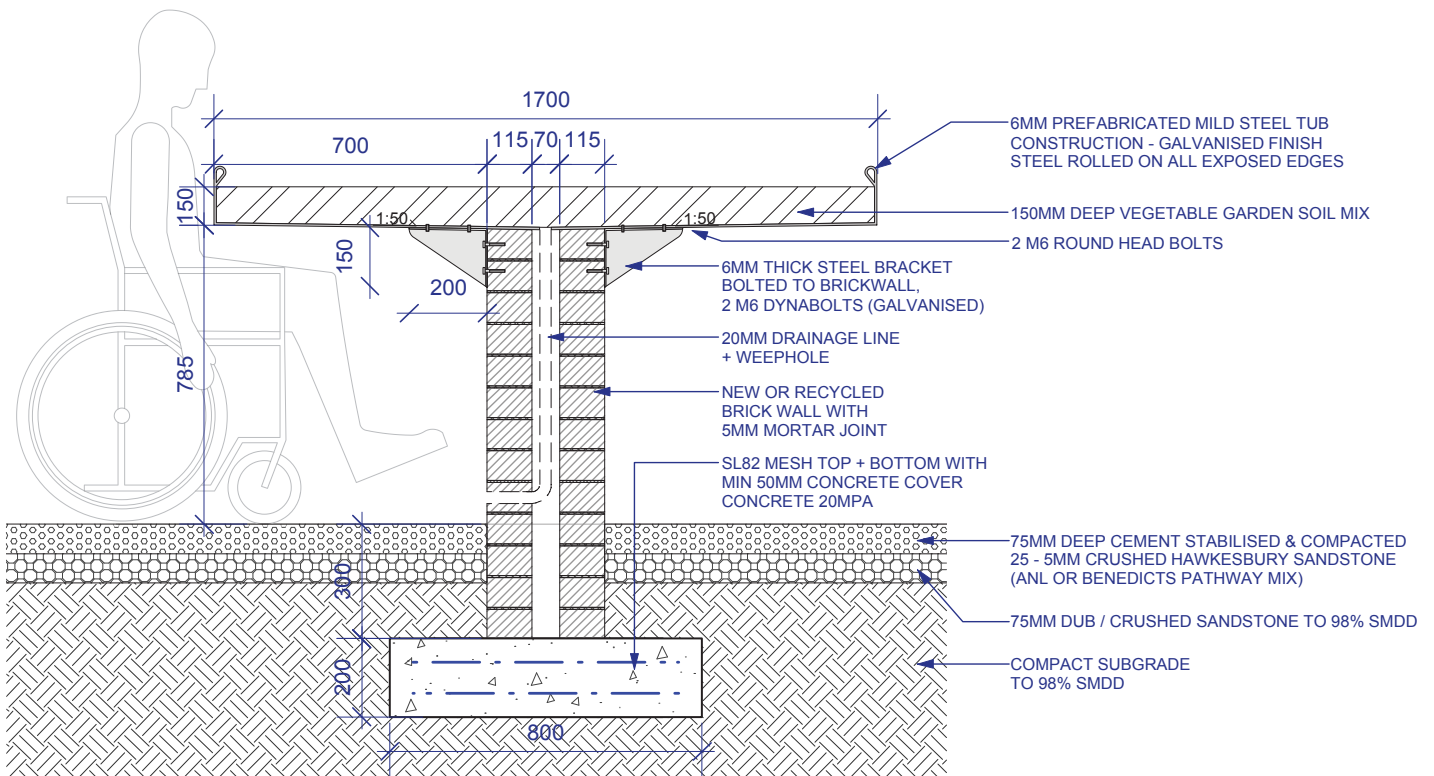 1700
700
115
70
115
150
1:50
1:50
150
200
785
300
200
800
6MM PREFABRICATED MILD STEEL TUB
CONSTRUCTION - GALVANISED FINISH
STEEL ROLLED ON ALL EXPOSED EDGES
150MM DEEP VEGETABLE GARDEN SOIL MIX
2 M6 ROUND HEAD BOLTS
6MM THICK STEEL BRACKET
BOLTED TO BRICKWALL,
2 M6 DYNABOLTS (GALVANISED)
20MM DRAINAGE LINE
+ WEEPHOLE
NEW OR RECYCLED
BRICK WALL WITH
5MM MORTAR JOINT
SL82 MESH TOP + BOTTOM WITH
MIN 50MM CONCRETE COVER
CONCRETE 20MPA
75MM DEEP CEMENT STABILISED & COMPACTED
25 - 5MM CRUSHED HAWKESBURY SANDSTONE
(ANL OR BENEDICTS PATHWAY MIX)
75MM DUB / CRUSHED SANDSTONE TO 98% SMDD
COMPACT SUBGRADE
TO 98% SMDD